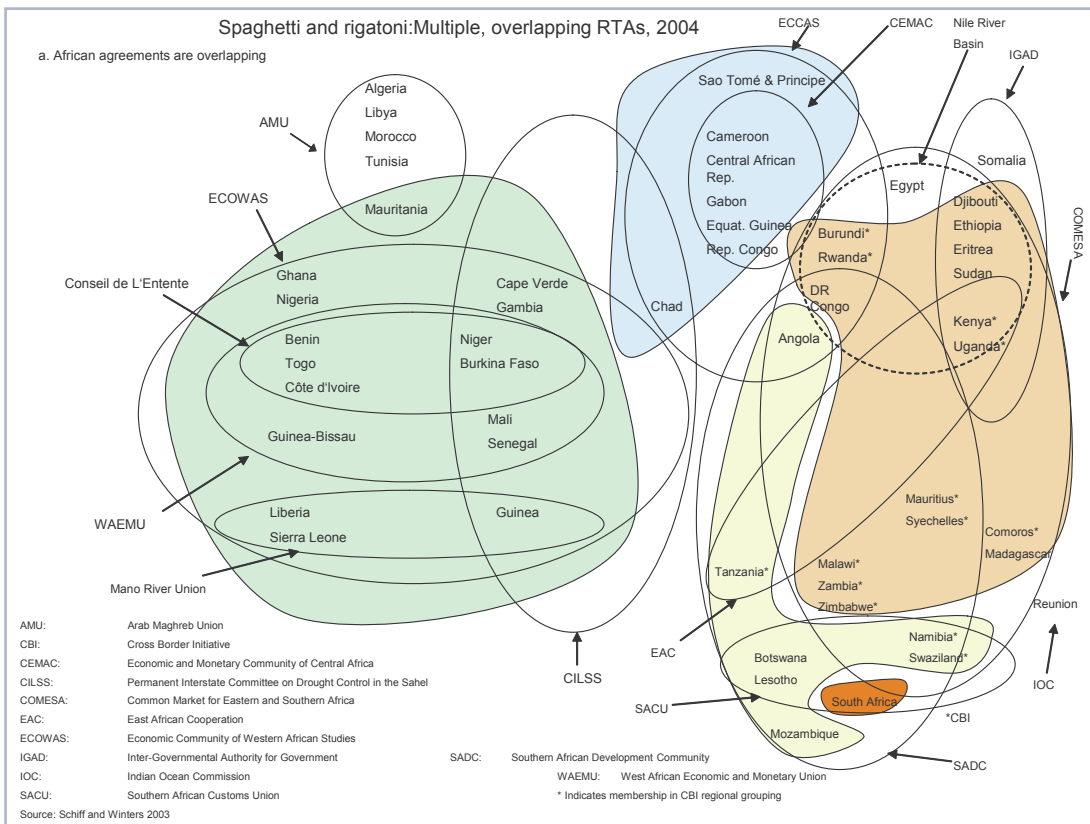 Spaghetti and rigatoni:Multiple, overlapping RTAs, 2004
a. African agreements are overlapping
ECCAS
CEMAC
Nile River
Basin
IGAD
AMU
Algeria
Libya
Morocco
Tunisia
Mauritania
ECOWAS
Conseil de L'Entente
Ghana
Nigeria
Cape Verde
Gambia
Benin
Togo
Côte d'Ivoire
Niger
Burkina Faso
Guinea-Bissau
Mali
Senegal
WAEMU
Liberia
Sierra Leone
Guinea
Mano River Union
CILSS
Sao Tomé & Principe
Cameroon
Central African
Rep.
Gabon
Equat. Guinea
Rep. Congo
Chad
Egypt
Somalia
Djibouti
Ethiopia
Eritrea
Sudan
Burundi*
Rwanda*
DR
Congo
Kenya*
Uganda*
COMESA
Angola
Mauritius*
Syechelles*
Comoros*
Madagascar
Tanzania*
Malawi*
Zambia*
Zimbabwe*
Reunion
EAC
Namibia*
Swaziland*
Botswana
Lesotho
South Africa
Mozambique
SACU
IOC
*CBI
SADC
AMU: Arab Maghreb Union
CBI: Cross Border Initiative
CEMAC: Economic and Monetary Community of Central Africa
CILSS: Permanent Interstate Committee on Drought Control in the Sahel
COMESA: Common Market for Eastern and Southern Africa
EAC: East African Cooperation
ECOWAS: Economic Community of Western African Studies
IGAD: Inter-Governmental Authority for Government
SADC: Southern African Development Community
IOC: Indian Ocean Commission
WAEMU: West African Economic and Monetary Union
SACU: Southern African Customs Union
* Indicates membership in CBI regional grouping
Source: Schiff and Winters 2003